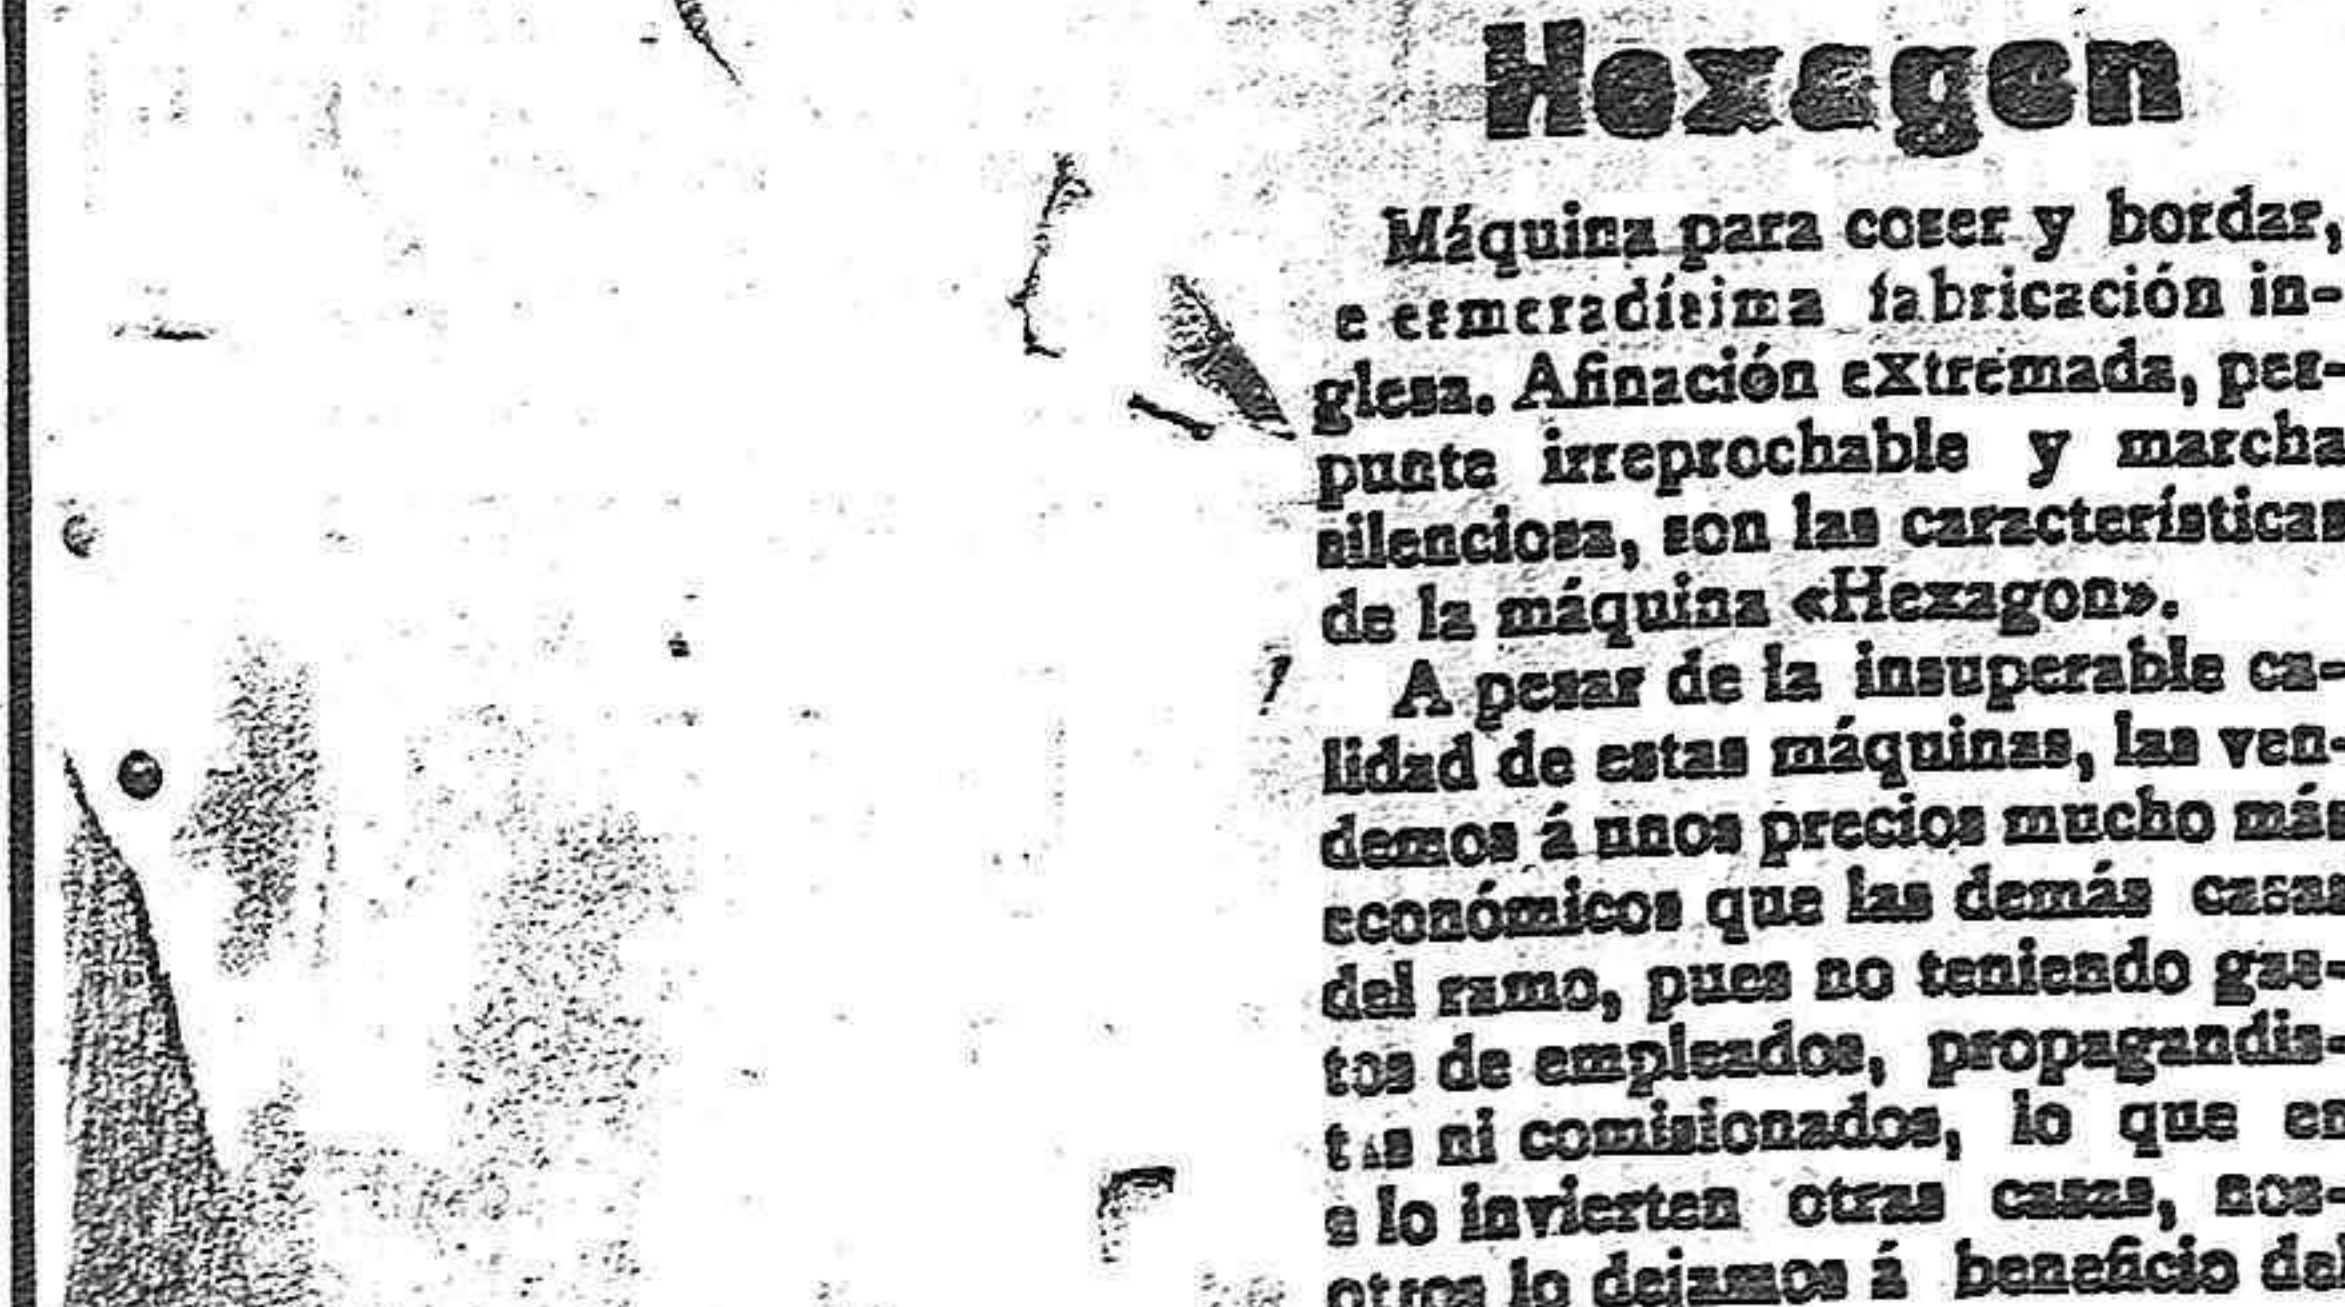 Hexagon
Máquina para coser y bordar,
e esmeradísima fabricación in-
glesa. Afinación eXtremada, pes-
punte irreprochable y marcha
silenciosa, son las características
de la máquina «Hexagon».
A pesar de la insuperable ca-
lidad de estas máquinas, las ven-
demos á unos precios mucho más
económicos que las demás casas
del ramo, pues no teniendo gas-
tos de empleados, propagandis-
tas ni comisionados, lo que en
e lo invierten otras casas, nos-
otros lo dejamos á beneficio del